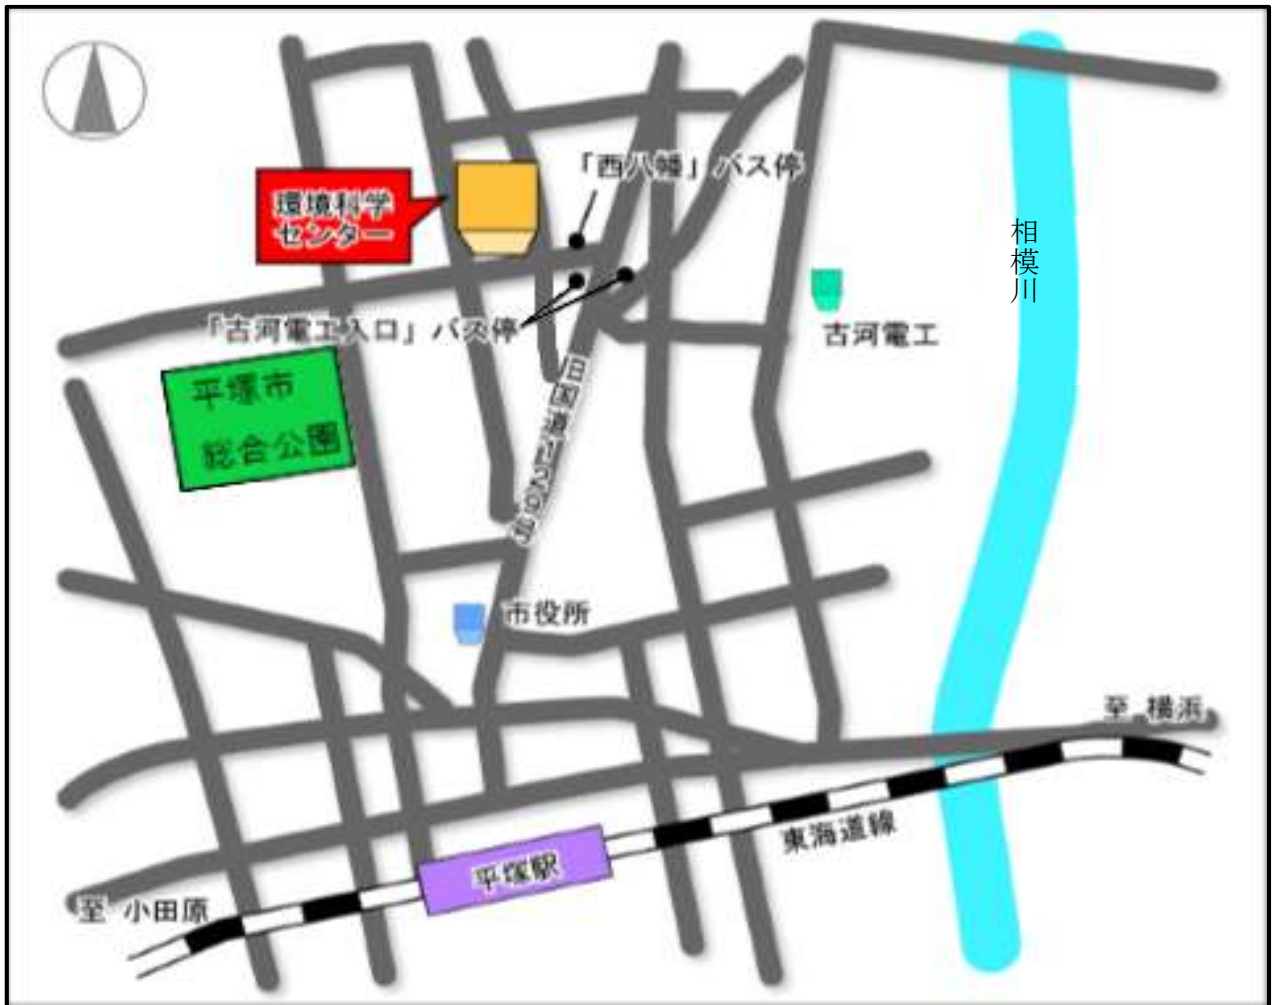 「西八幡」バス停
環境科学
センター
相模川
「古河電工入口」バス停
古河電工
平塚市
総合公園
旧国道129号
市役所
至 横浜
東海道線
平塚駅
至 小田原